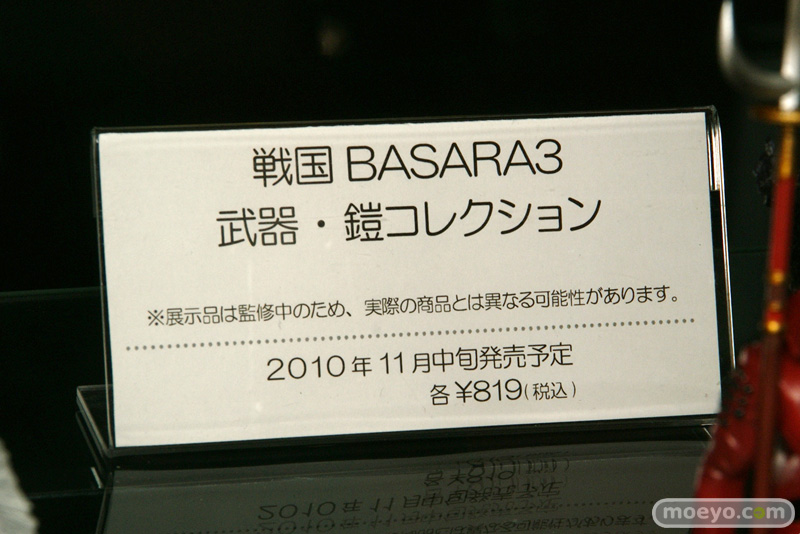 戦国 BASARA3
武器・鎧コレクション
※展示品は監修中のため、実際の商品とは異なる可能性があります。
2010年11月中旬発売予定
各¥819(税込)
moeyo.com